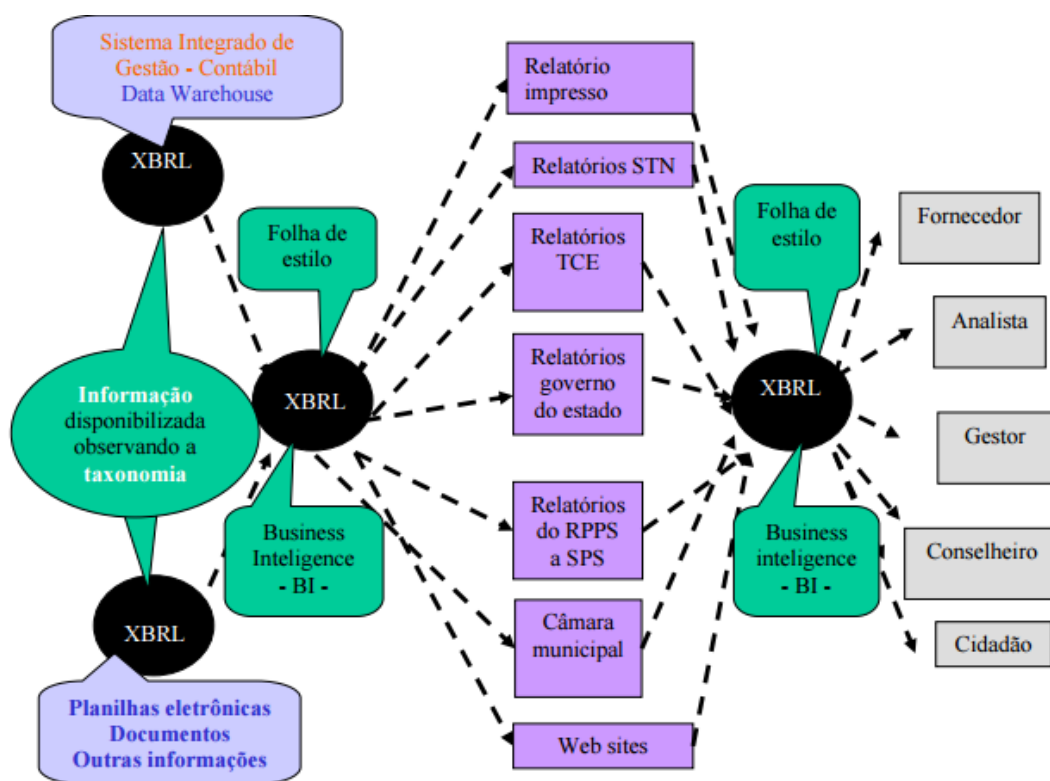 Sistema Integrado de
Gestão - Contábil
Data Warehouse
XBRL
Informação
disponibilizada
observando a
taxonomia
XBRL
Planilhas eletrônicas
Documentos
Outras informações
Folha de
estilo
XBRL
Business
Inteligence
- BI -
Relatório
impresso
Relatórios STN
Relatórios
TCE
Relatórios
governo
do estado
Relatórios
do RPPS
a SPS
Câmara
municipal
Web sites
Folha de
estilo
XBRL
Business
inteligence
- BI -
Fornecedor
Analista
Gestor
Conselheiro
Cidadão